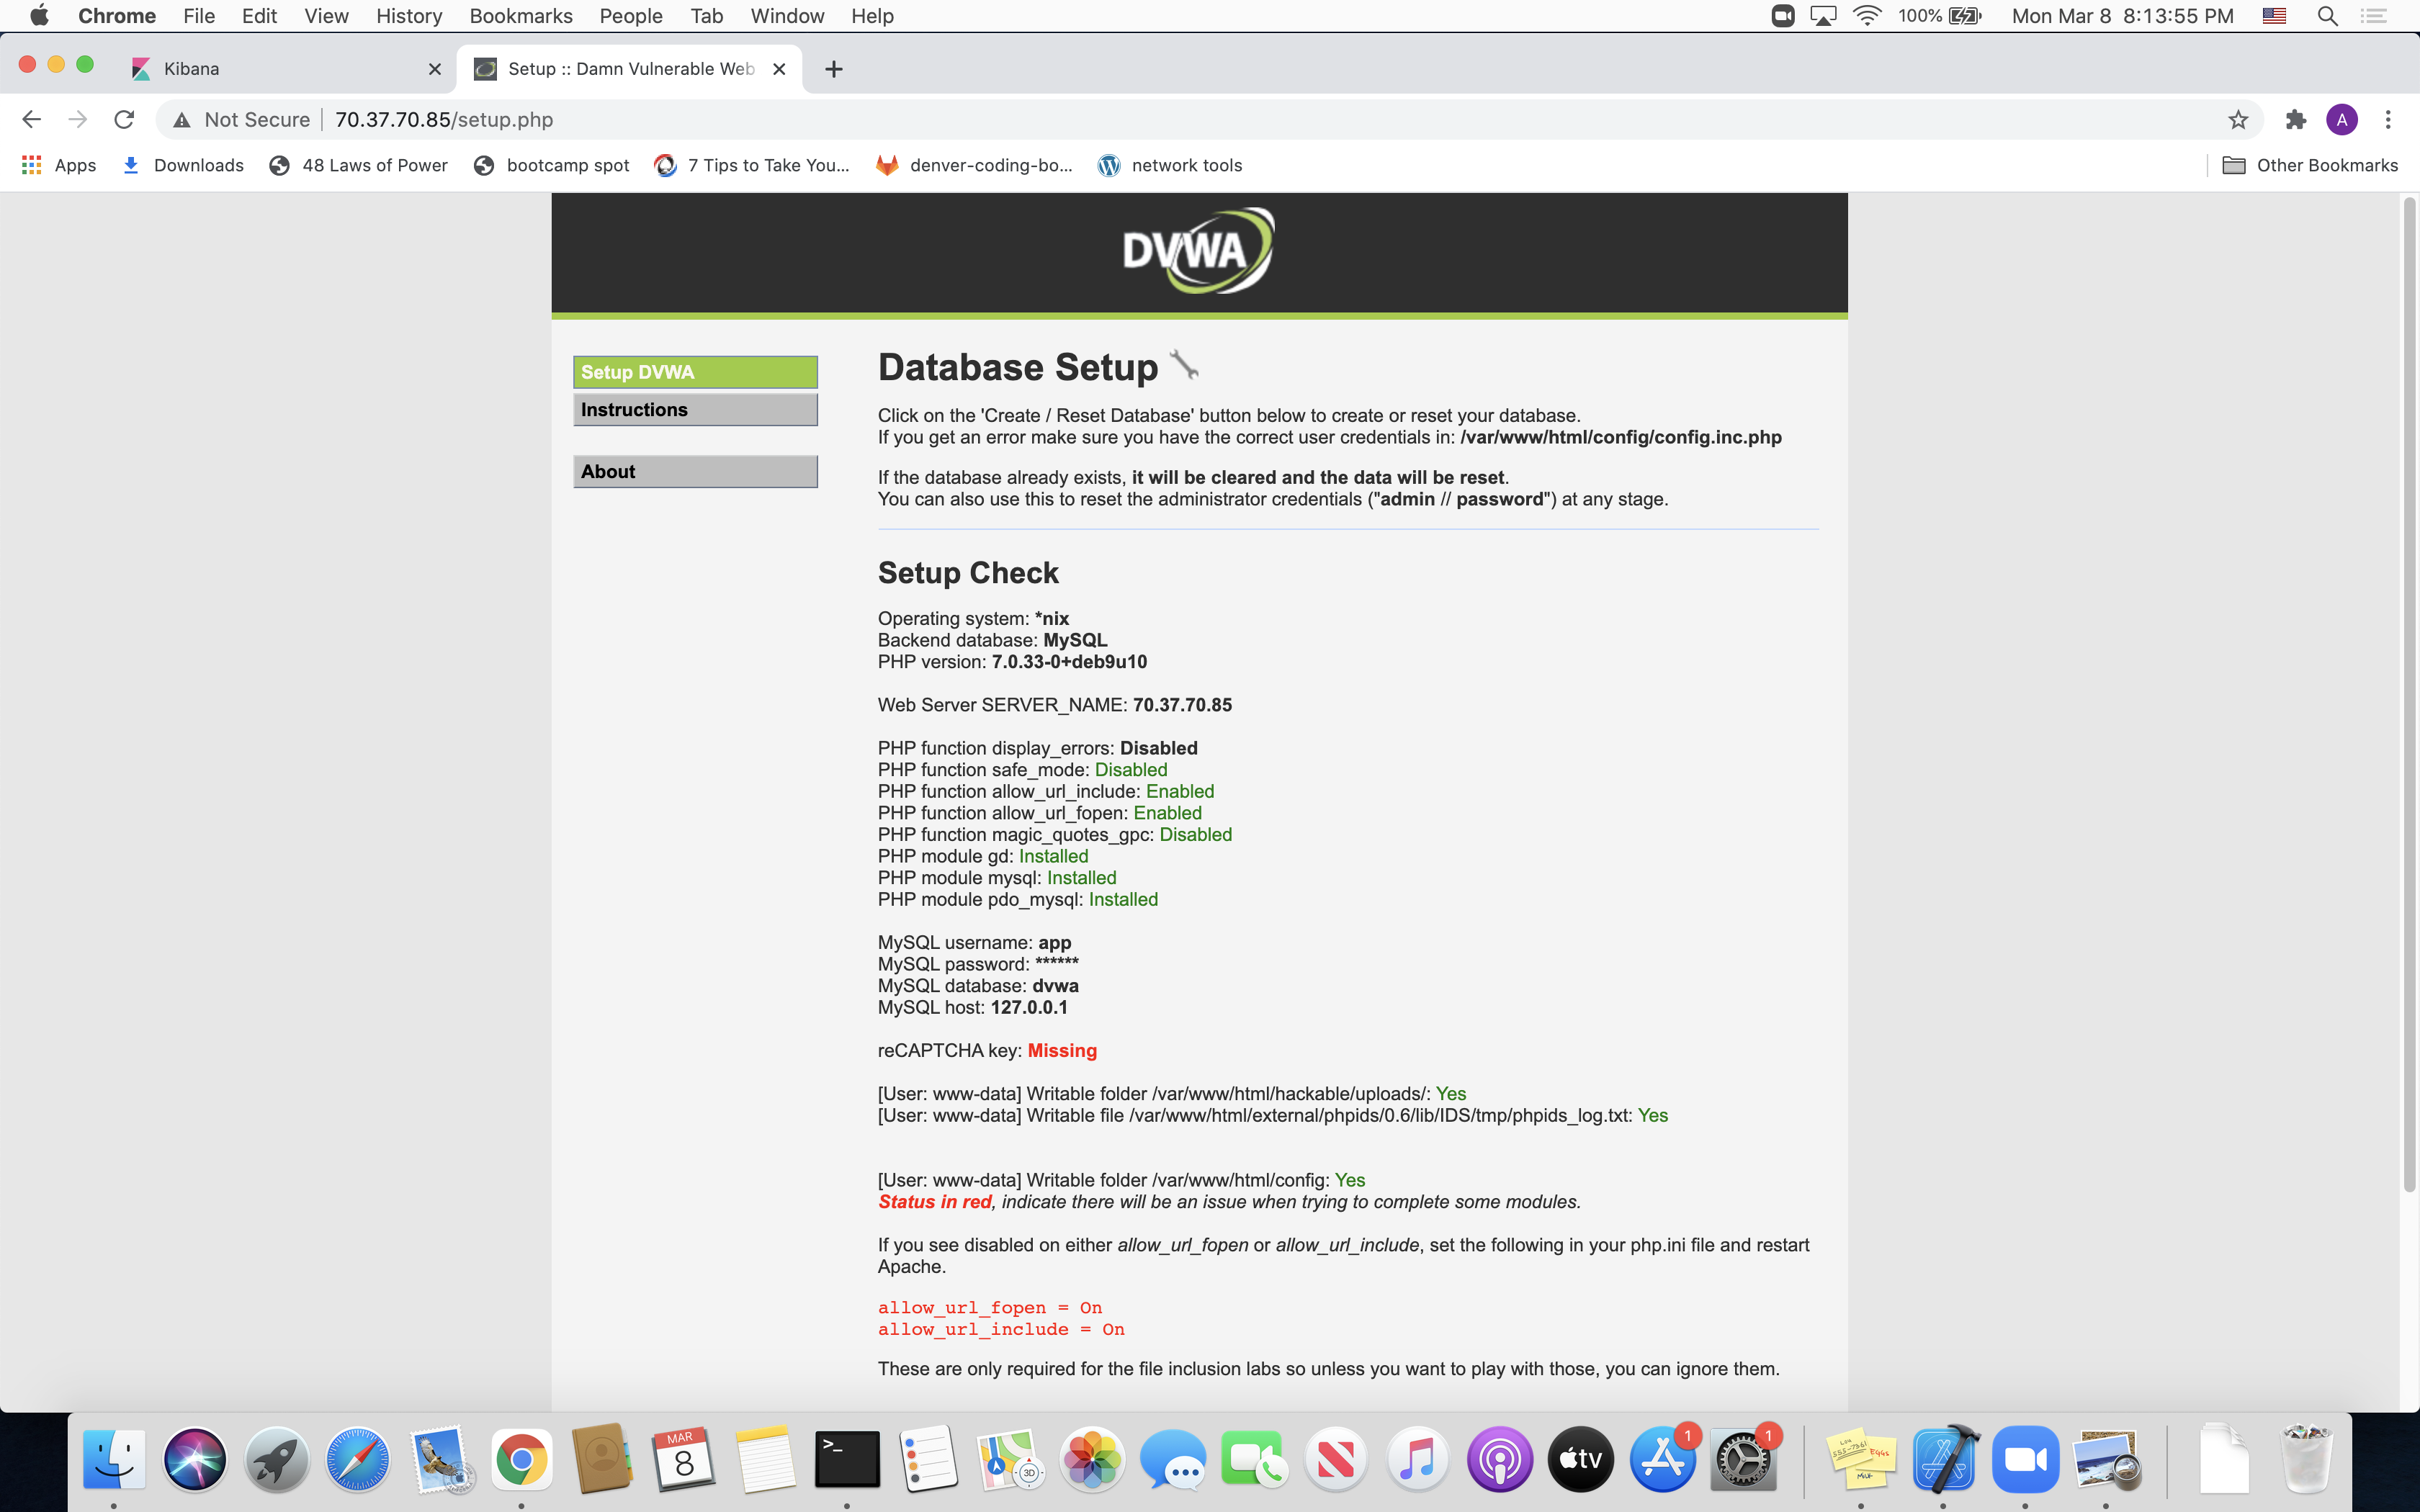 Chrome File Edit View History Bookmarks People Tab Window Help 100% Mon Mar 8 8:13:55 PM
Kibana
Setup :: Damn Vulnerable Web
Not Secure 70.37.70.85/setup.php A
Apps Downloads 48 Laws of Power bootcamp spot 7 Tips to Take You... denver-coding-bo... network tools Other Bookmarks
DVWA
Setup DVWA
Instructions
About
Database Setup
Click on the 'Create / Reset Database' button below to create or reset your database.
If you get an error make sure you have the correct user credentials in: /var/www/html/config/config.inc.php
If the database already exists, it will be cleared and the data will be reset.
You can also use this to reset the administrator credentials ("admin // password") at any stage.
Setup Check
Operating system: *nix
Backend database: MySQL
PHP version: 7.0.33-0+deb9u10
Web Server SERVER_NAME: 70.37.70.85
PHP function display_errors: Disabled
PHP function safe_mode: Disabled
PHP function allow_url_include: Enabled
PHP function allow_url_fopen: Enabled
PHP function magic_quotes_gpc: Disabled
PHP module gd: Installed
PHP module mysql: Installed
PHP module pdo_mysql: Installed
MySQL username: app
MySQL password: ******
MySQL database: dvwa
MySQL host: 127.0.0.1
reCAPTCHA key: Missing
[User: www-data] Writable folder /var/www/html/hackable/uploads/: Yes
[User: www-data] Writable file /var/www/html/external/phpids/0.6/lib/IDS/tmp/phpids_log.txt: Yes
[User: www-data] Writable folder /var/www/html/config: Yes
Status in red, indicate there will be an issue when trying to complete some modules.
If you see disabled on either allow_url_fopen or allow_url_include, set the following in your php.ini file and restart
Apache.
allow_url_fopen = On
allow_url_include = On
These are only required for the file inclusion labs so unless you want to play with those, you can ignore them.
MAR
8
>_
3D
tv
1
1